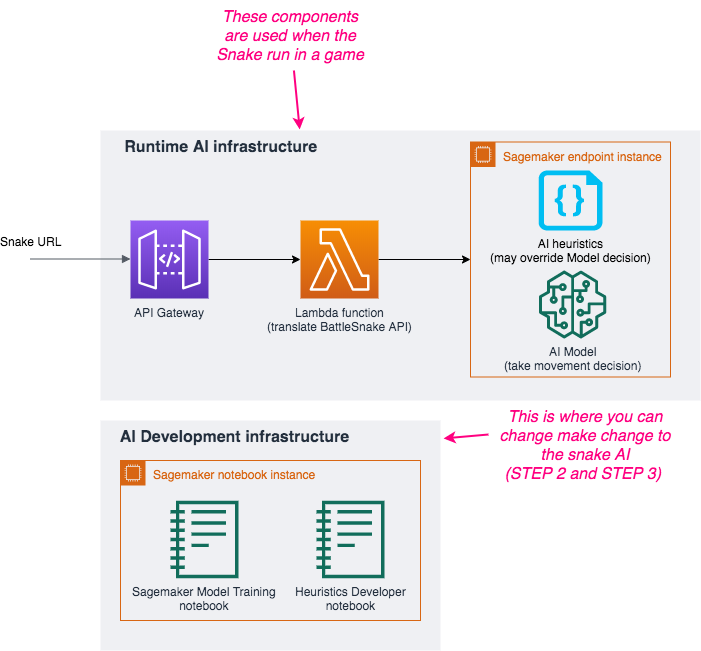 These components
are used when the
Snake run in a game
Runtime AI infrastructure
Sagemaker endpoint instance
AI heuristics
(may override Model decision)
Snake URL
API Gateway
Lambda function
(translate BattleSnake API)
AI Model
(take movement decision)
This is where you can
change make change to
the snake AI
(STEP 2 and STEP 3)
AI Development infrastructure
Sagemaker notebook instance
Sagemaker Model Training
notebook
Heuristics Developer
notebook